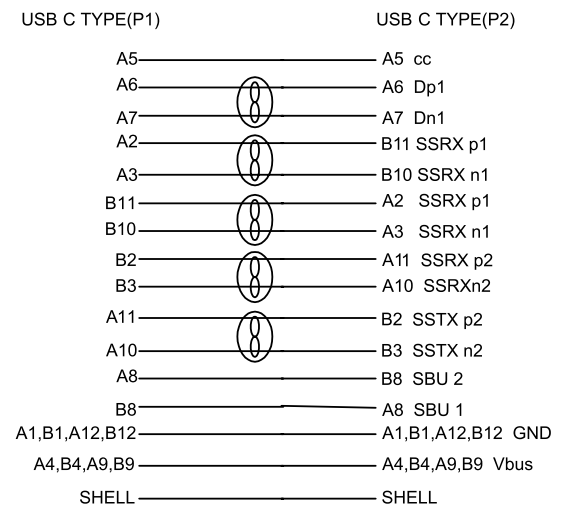 USB C TYPE(P1) USB C TYPE(P2)
A5 A5 cc
A6 A6 Dp1
A7 A7 Dn1
A2 B11 SSRX p1
A3 B10 SSRX n1
B11 A2 SSRX p1
B10 A3 SSRX n1
B2 A11 SSRX p2
B3 A10 SSRXn2
A11 B2 SSTX p2
A10 B3 SSTX n2
A8 B8 SBU 2
B8 A8 SBU 1
A1,B1,A12,B12 A1,B1,A12,B12 GND
A4,B4,A9,B9 A4,B4,A9,B9 Vbus
SHELL SHELL